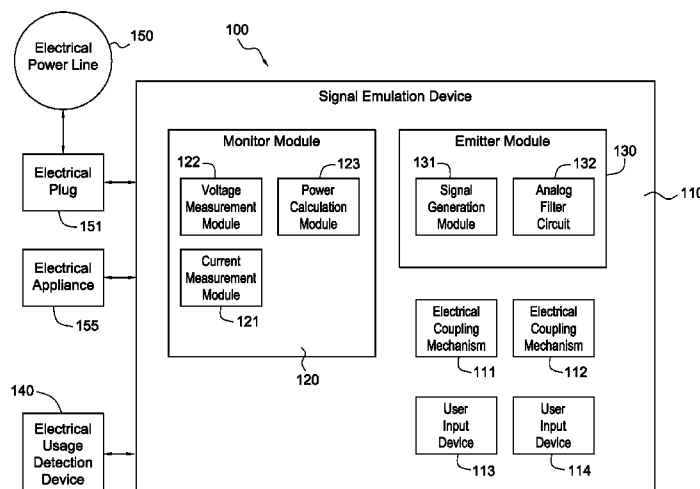 100
150
Electrical
Power Line
Signal Emulation Device
Monitor Module
Emitter Module
130
122
123
131
132
110
Electrical
Plug
151
Voltage
Measurement
Module
Power
Calculation
Module
Signal
Generation
Module
Analog
Filter
Circuit
Electrical
Appliance
155
Current
Measurement
Module
121
120
Electrical
Coupling
Mechanism
111
Electrical
Coupling
Mechanism
112
140
Electrical
Usage
Detection
Device
User
Input
Device
113
User
Input
Device
114